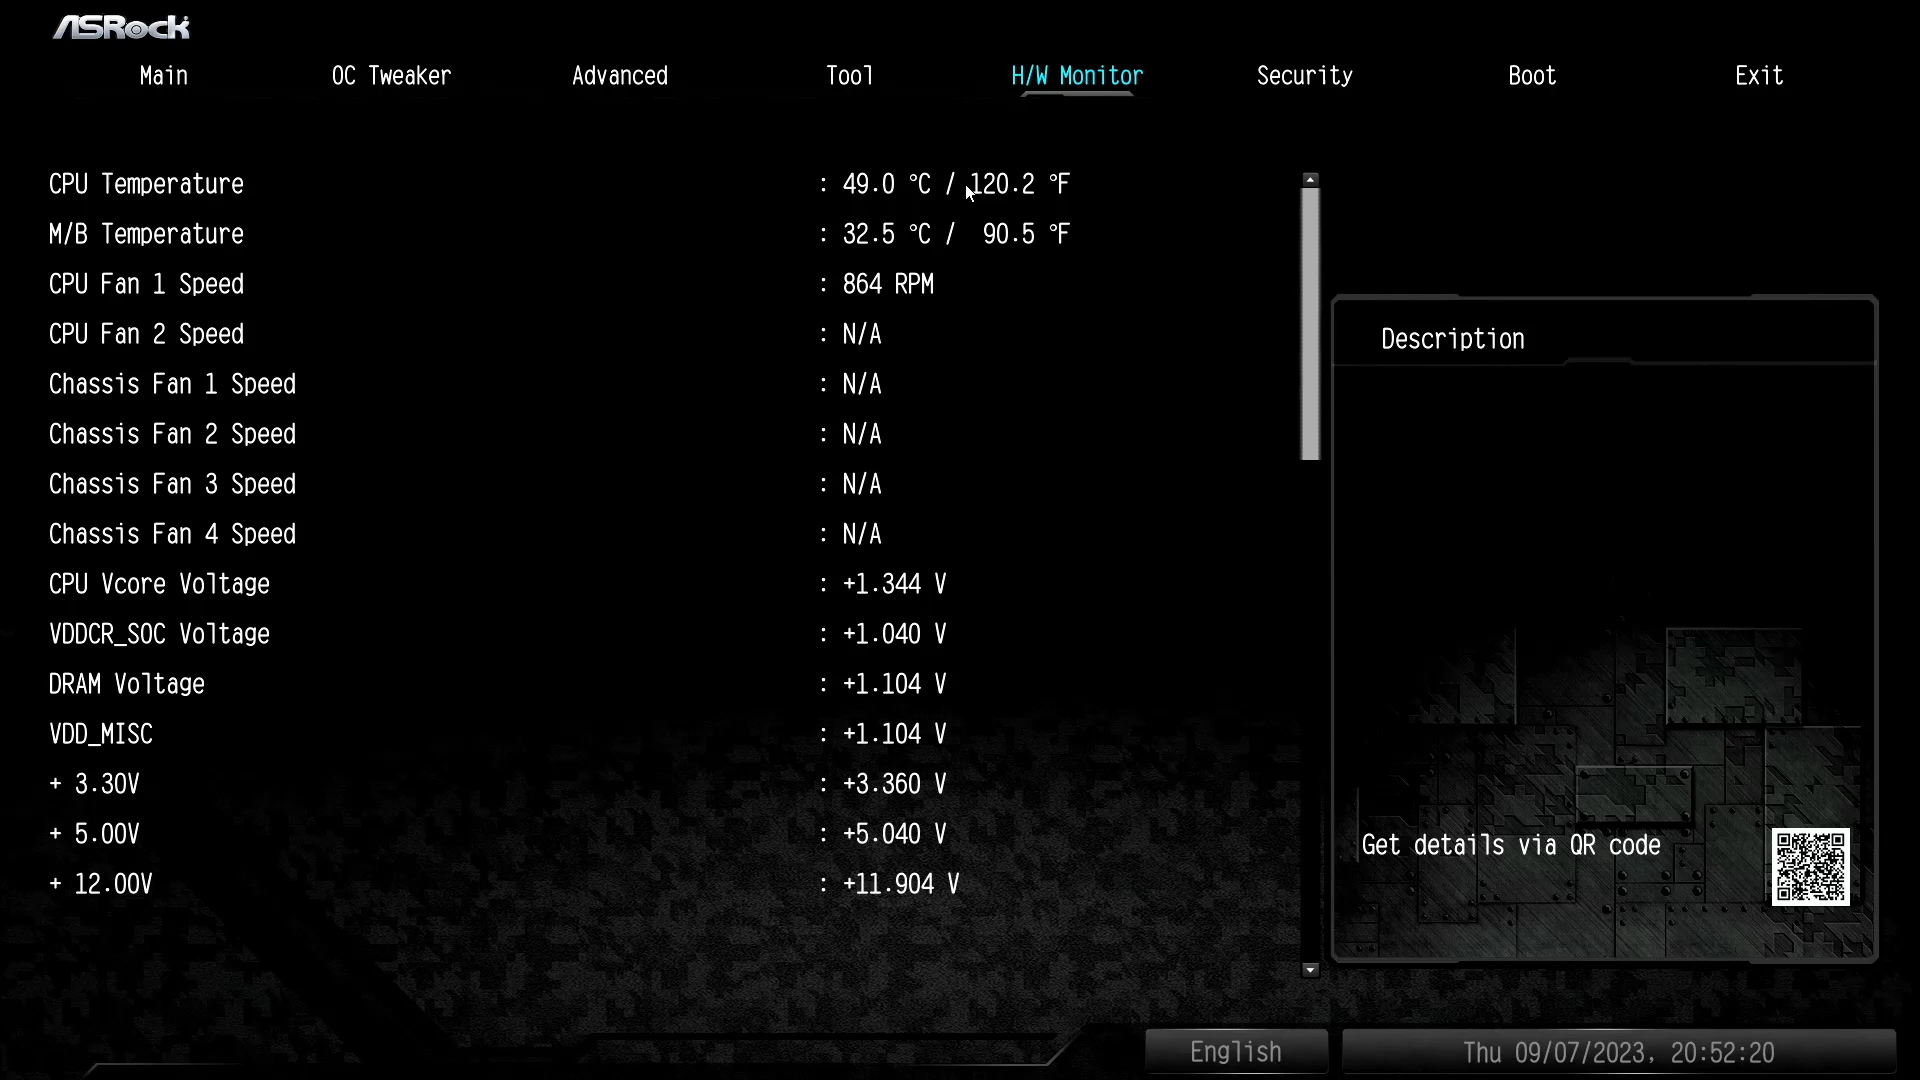 ASRock
Main OC Tweaker Advanced Tool H/W Monitor Security Boot Exit
CPU Temperature : 49.0 °C / 120.2 °F
M/B Temperature : 32.5 °C / 90.5 °F
CPU Fan 1 Speed : 864 RPM
CPU Fan 2 Speed : N/A
Chassis Fan 1 Speed : N/A
Chassis Fan 2 Speed : N/A
Chassis Fan 3 Speed : N/A
Chassis Fan 4 Speed : N/A
CPU Vcore Voltage : +1.344 V
VDDCR_SOC Voltage : +1.040 V
DRAM Voltage : +1.104 V
VDD_MISC : +1.104 V
+ 3.30V : +3.360 V
+ 5.00V : +5.040 V
+ 12.00V : +11.904 V
Description
Get details via QR code
English
Thu 09/07/2023, 20:52:20